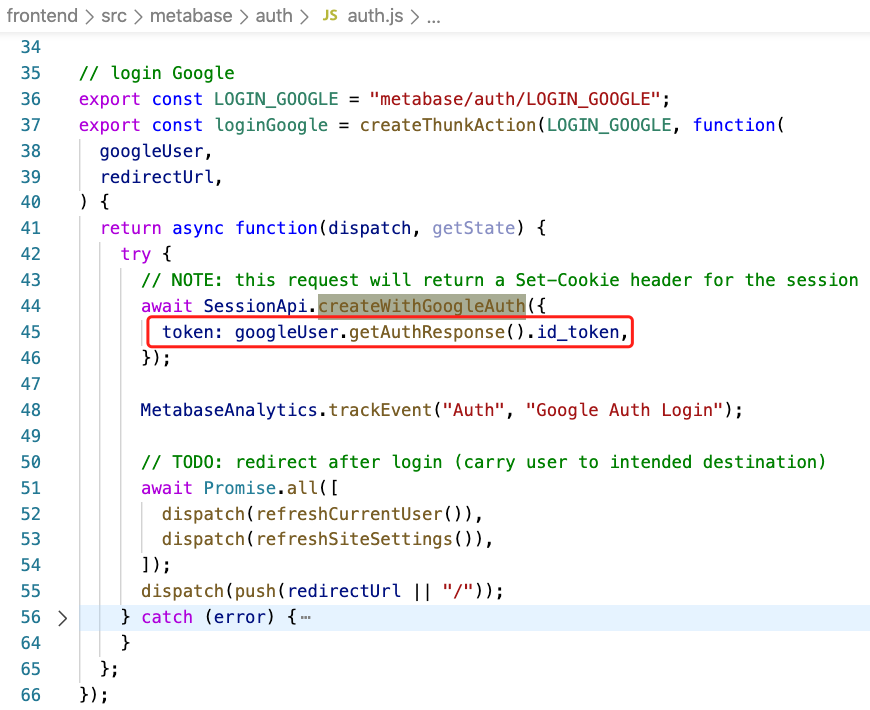 frontend > src > metabase > auth > JS auth.js > ...
34
35 // login Google
36 export const LOGIN_GOOGLE = "metabase/auth/LOGIN_GOOGLE";
37 export const loginGoogle = createThunkAction(LOGIN_GOOGLE, function(
38 googleUser,
39 redirectUrl,
40 ) {
41 return async function(dispatch, getState) {
42 try {
43 // NOTE: this request will return a Set-Cookie header for the session
44 await SessionApi.createWithGoogleAuth({
45 token: googleUser.getAuthResponse().id_token,
46 });
47
48 MetabaseAnalytics.trackEvent("Auth", "Google Auth Login");
49
50 // TODO: redirect after login (carry user to intended destination)
51 await Promise.all([
52 dispatch(refreshCurrentUser()),
53 dispatch(refreshSiteSettings()),
54 ]);
55 dispatch(push(redirectUrl || "/"));
56 > } catch (error) {⋯
64 }
65 };
66 });